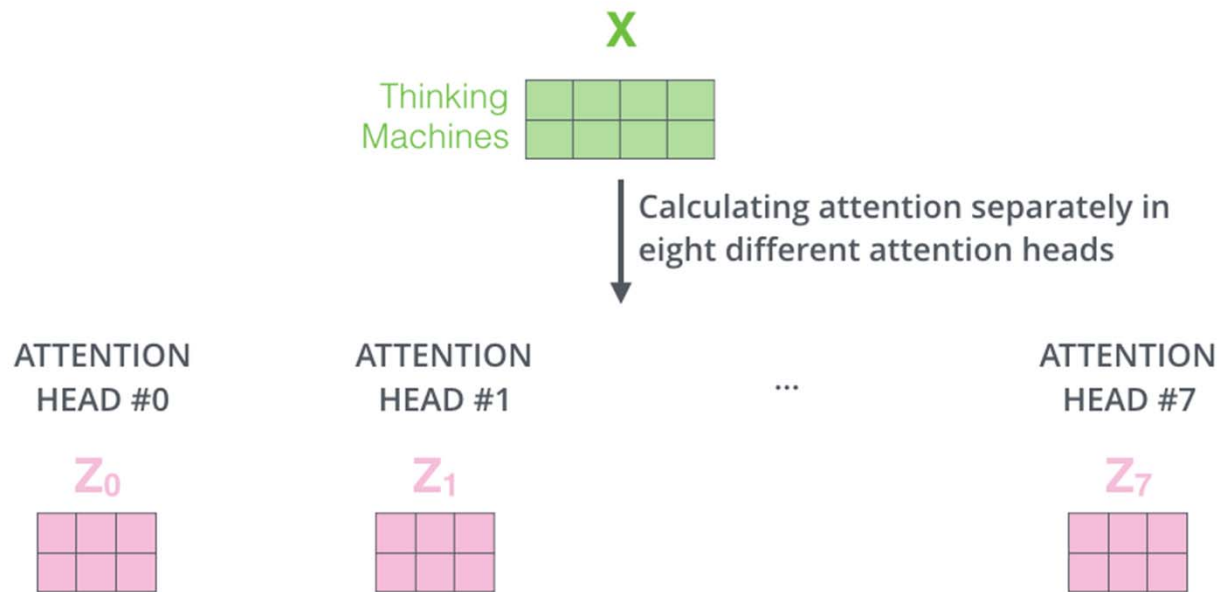 X
Thinking
Machines
Calculating attention separately in
eight different attention heads
ATTENTION
HEAD #0
ATTENTION
HEAD #1
...
ATTENTION
HEAD #7
Z0
Z1
Z7